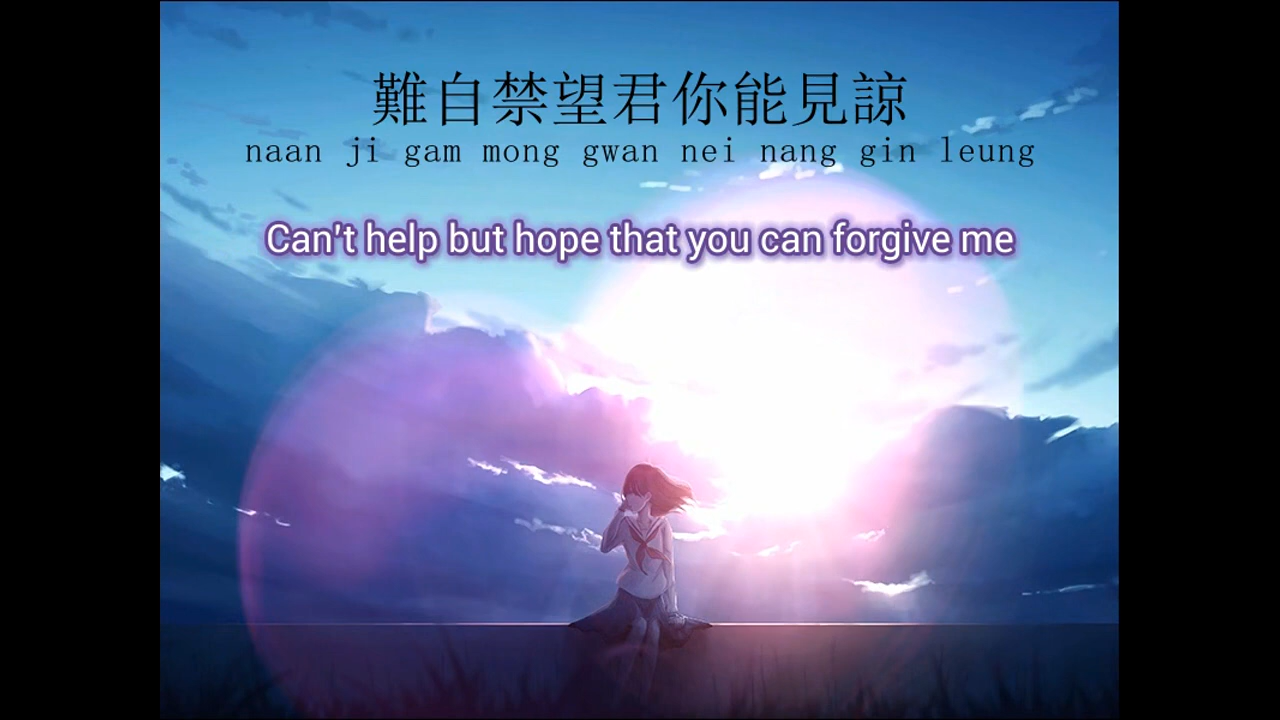 難自禁望君你能見諒
naan ji gam mong gwan nei nang gin leung
Can't help but hope that you can forgive me